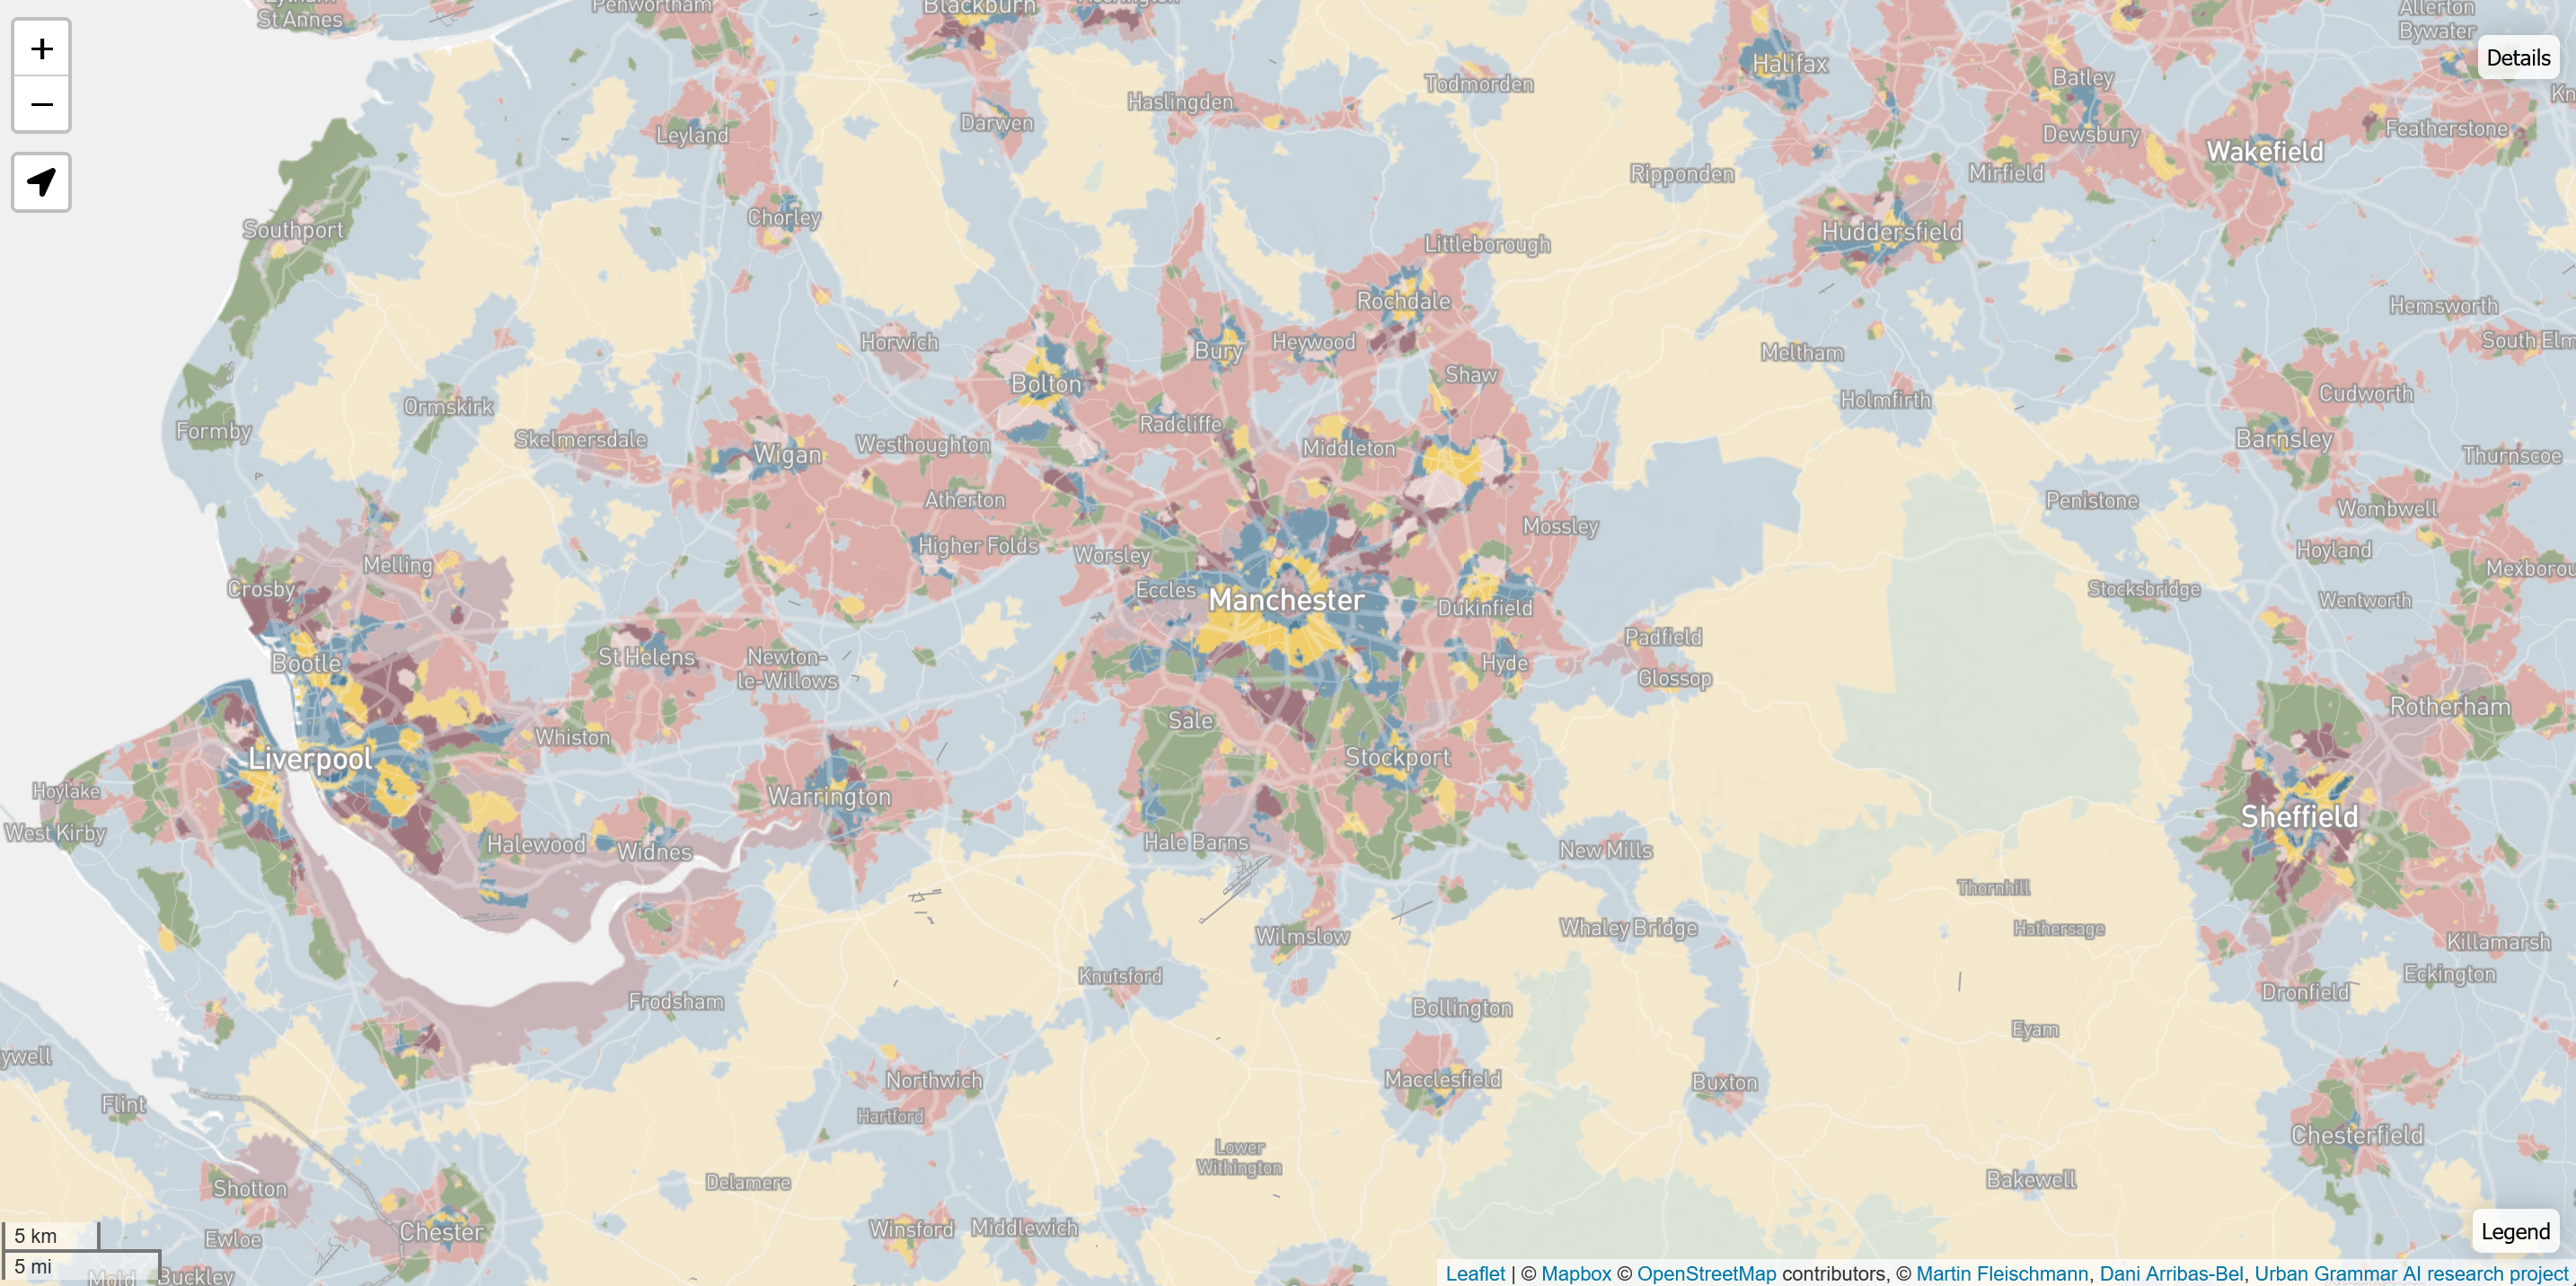 Lytham
St Annes
Penwortham
Blackburn
Allerton
Bywater
+
−
Details
Halifax
Batley
Todmorden
Haslingden
Darwen
Leyland
Dewsbury
Featherstone
Wakefield
Mirfield
Ripponden
Chorley
Southport
Huddersfield
Littleborough
Rochdale
Hemsworth
Horwich
Bury
Heywood
South Elm
Meltham
Shaw
Bolton
Cudworth
Holmfirth
Ormskirk
Formby
Radcliffe
Skelmersdale
Westhoughton
Wigan
Middleton
Barnsley
Thurnscoe
Atherton
Penistone
Wombwell
Mossley
Higher Folds
Worsley
Hoyland
Melling
Mexborou
Crosby
Eccles
Manchester
Dukinfield
Stocksbridge
Wentworth
Padfield
Bootle
St Helens
Newton-
le-Willows
Hyde
Glossop
Sale
Rotherham
Whiston
Liverpool
Stockport
Hoylake
Warrington
Sheffield
West Kirby
Halewood
Widnes
Hale Barns
New Mills
Thornhill
Hathersage
Whaley Bridge
Wilmslow
Killamarsh
Knutsford
Eckington
Dronfield
Frodsham
Bollington
Eyam
ywell
Northwich
Macclesfield
Buxton
Flint
Hartford
Chesterfield
Lower
Withington
Shotton
Delamere
Bakewell
Chester
Winsford
Middlewich
Ewloe
Legend
5 km
5 mi
Mold
Buckley
Leaflet | © Mapbox © OpenStreetMap contributors, © Martin Fleischmann, Dani Arribas-Bel, Urban Grammar AI research project